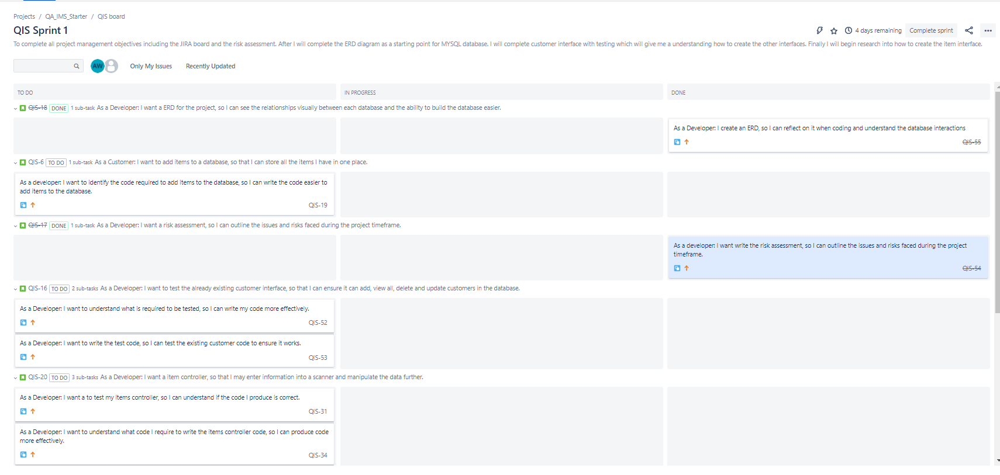 Projects / QA_IMS_Starter / QIS board
QIS Sprint 1
4 days remaining
Complete sprint
To complete all project management objectives including the JIRA board and the risk assessment. After I will complete the ERD diagram as a starting point for MYSQL database. I will complete customer interface with testing which will give me a understanding how to create the other interfaces. Finally I will begin research into how to create the item interface.
AW
Only My Issues
Recently Updated
TO DO
IN PROGRESS
DONE
QIS-18 DONE 1 sub-task As a Developer: I want a ERD for the project, so I can see the relationships visually between each database and the ability to build the database easier.
As a Developer: I create an ERD, so I can reflect on it when coding and understand the database interactions
QIS-55
QIS-6 TO DO 1 sub-task As a Customer: I want to add items to a database, so that I can store all the items I have in one place.
As a developer: I want to identify the code required to add items to the database, so I can write the code easier to
add items to the database.
QIS-19
QIS-17 DONE 1 sub-task As a Developer: I want a risk assessment, so I can outline the issues and risks faced during the project timeframe.
As a developer: I want write the risk assessment, so I can outline the issues and risks faced during the project
timeframe.
QIS-54
QIS-16 TO DO 2 sub-tasks As a Developer: I want to test the already existing customer interface, so that I can ensure it can add, view all, delete and update customers in the database.
As a Developer: I want to understand what is required to be tested, so I can write my code more effectively.
QIS-52
As a Developer: I want to write the test code, so I can test the existing customer code to ensure it works.
QIS-53
QIS-20 TO DO 3 sub-tasks As a Developer: I want a item controller, so that I may enter information into a scanner and manipulate the data further.
As a Developer: I want a to test my items controller, so I can understand if the code I produce is correct.
QIS-31
As a Developer: I want to understand what code I require to write the items controller code, so I can produce code
more effectively.
QIS-34